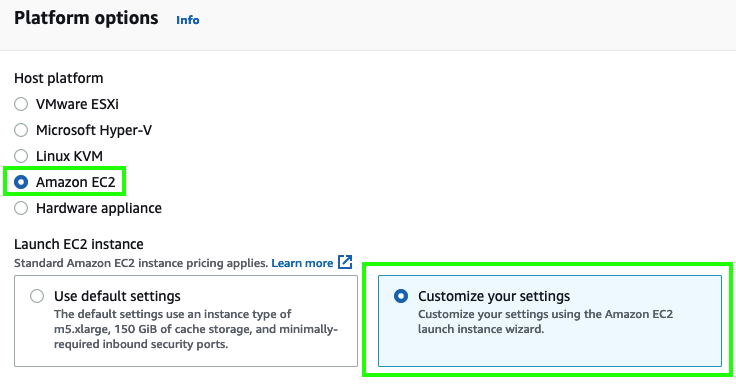 Platform options Info
Host platform
VMware ESXi
Microsoft Hyper-V
Linux KVM
Amazon EC2
Hardware appliance
Launch EC2 instance
Standard Amazon EC2 instance pricing applies. Learn more
Use default settings
The default settings use an instance type of
m5.xlarge, 150 GiB of cache storage, and minimally-
required inbound security ports.
Customize your settings
Customize your settings using the Amazon EC2
launch instance wizard.